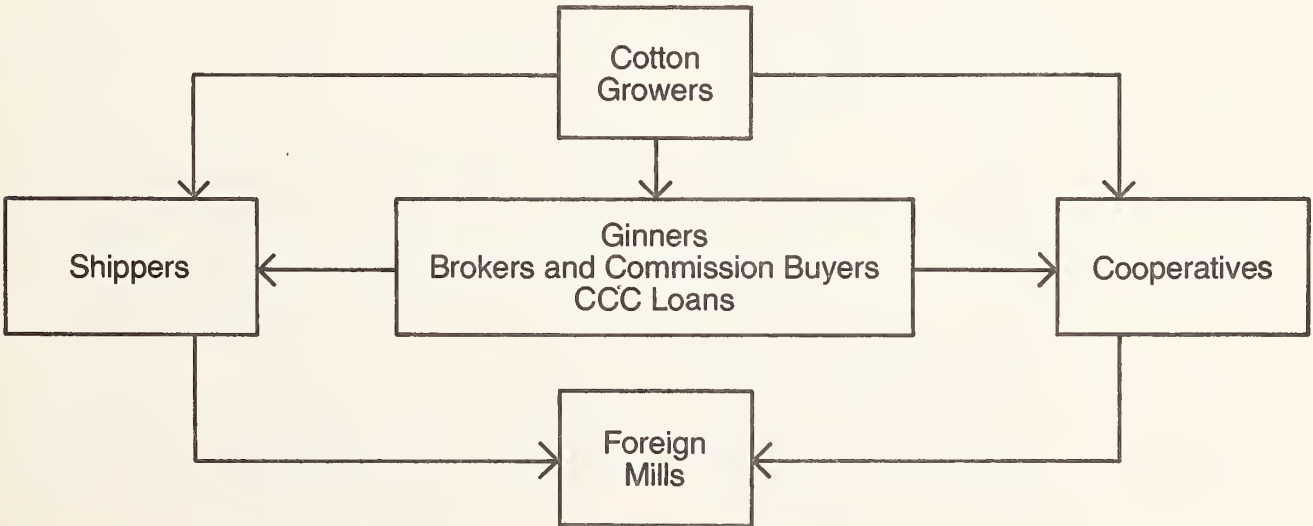 Cotton
Growers
Shippers
Ginners
Brokers and Commission Buyers
CCC Loans
Cooperatives
Foreign
Mills